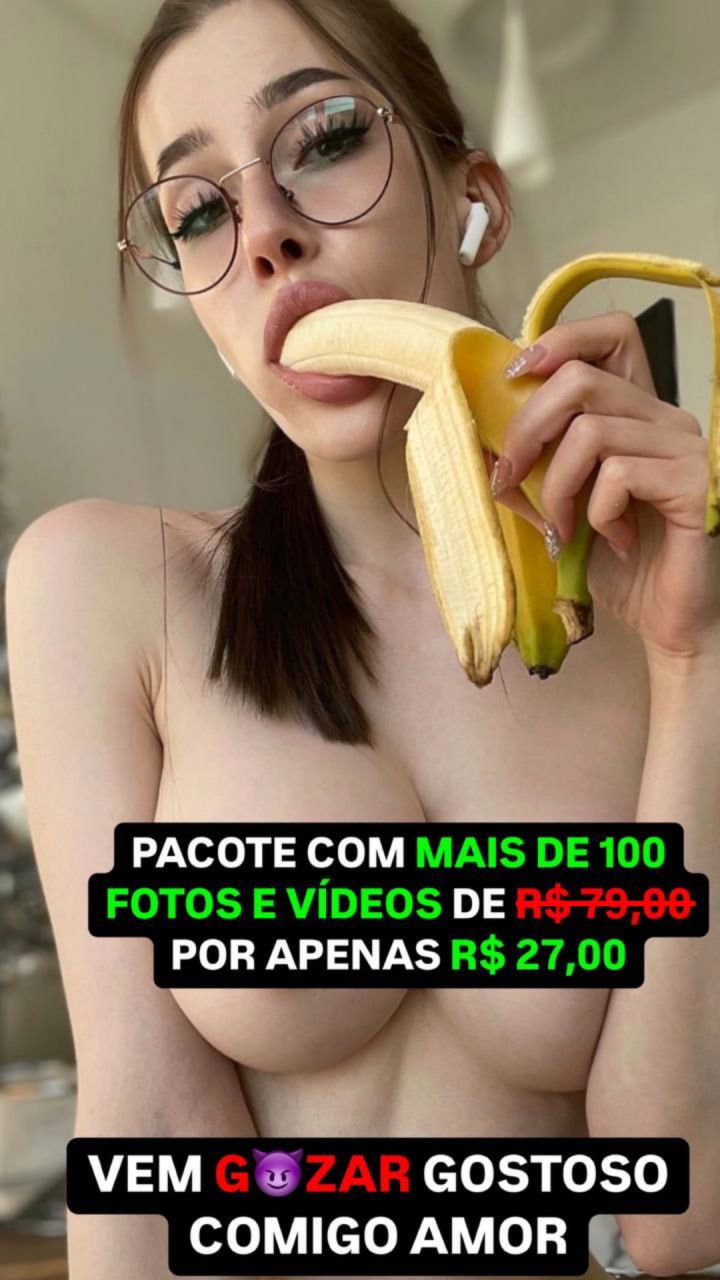 PACOTE COM MAIS DE 100
FOTOS E VÍDEOS DE R$ 79,00
POR APENAS R$ 27,00
VEM G😈ZAR GOSTOSO
COMIGO AMOR